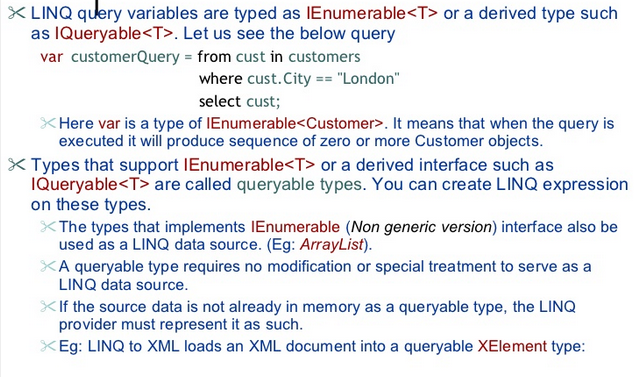 LINQ query variables are typed as IEnumerable<T> or a derived type such
as IQueryable<T>. Let us see the below query
var customerQuery = from cust in customers
where cust.City == "London"
select cust;
Here var is a type of IEnumerable<Customer>. It means that when the query is
executed it will produce sequence of zero or more Customer objects.
Types that support IEnumerable<T> or a derived interface such as
IQueryable<T> are called queryable types. You can create LINQ expression
on these types.
The types that implements IEnumerable (Non generic version) interface also be
used as a LINQ data source. (Eg: ArrayList).
A queryable type requires no modification or special treatment to serve as a
LINQ data source.
If the source data is not already in memory as a queryable type, the LINQ
provider must represent it as such.
Eg: LINQ to XML loads an XML document into a queryable XElement type: